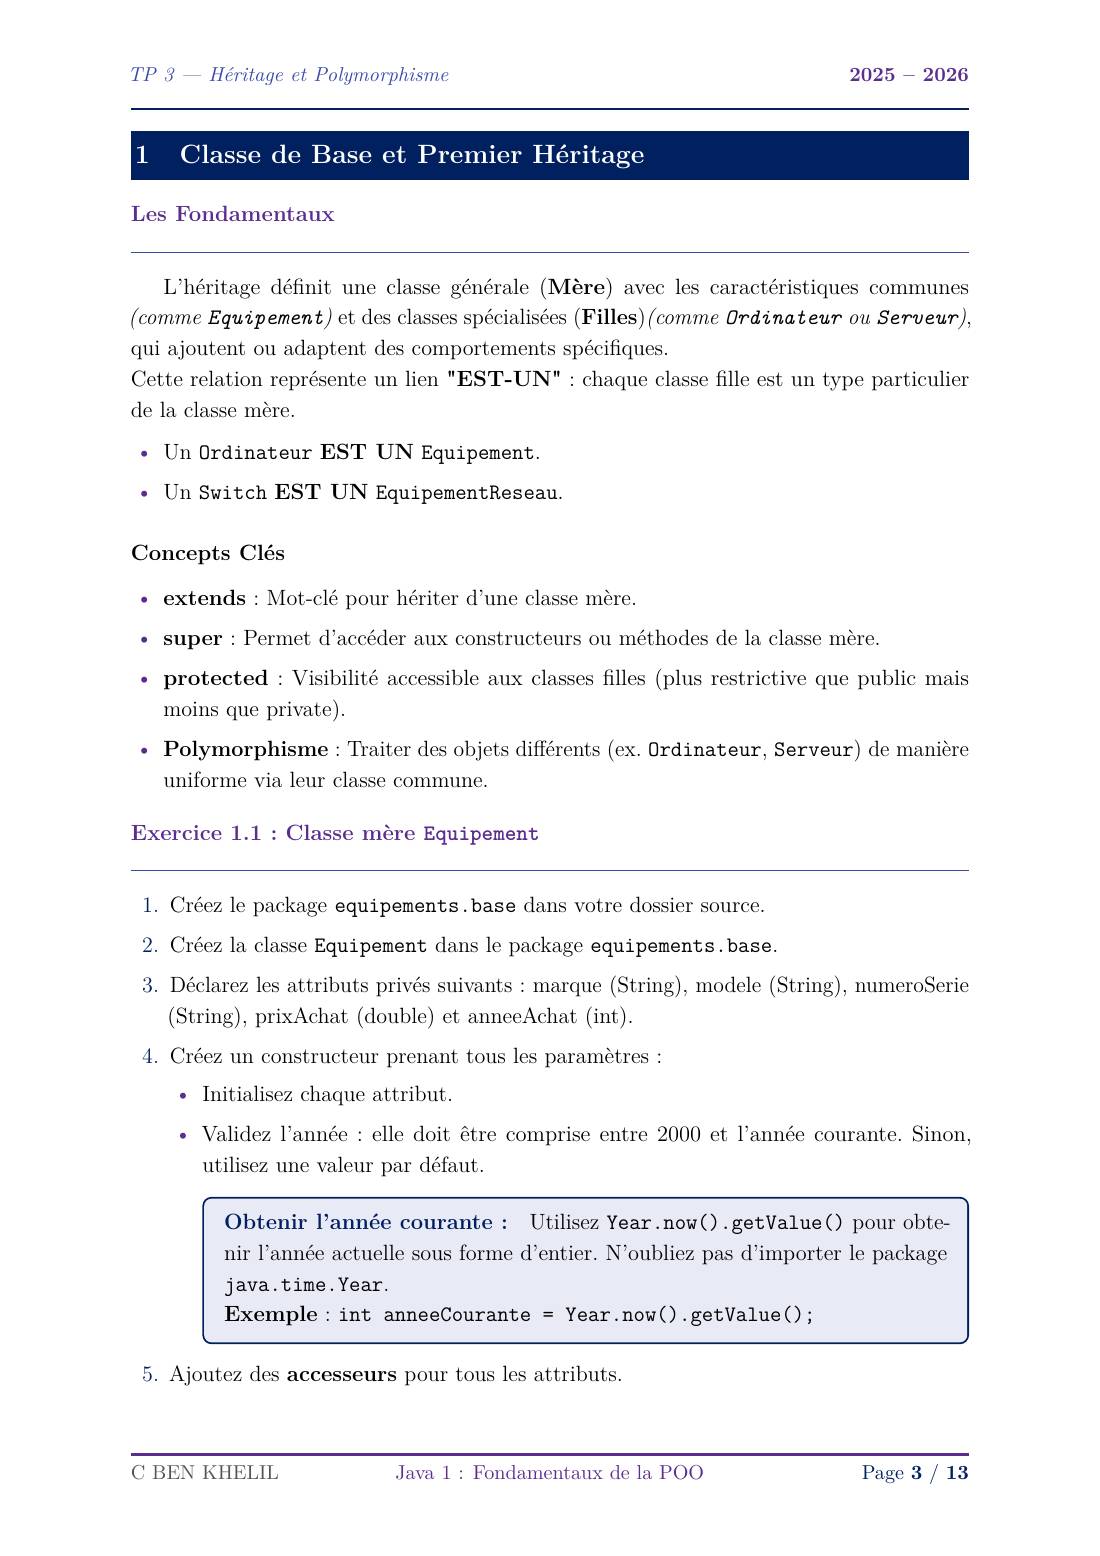 TP 3 — Héritage et Polymorphisme 2025 – 2026
1 Classe de Base et Premier Héritage
Les Fondamentaux
L'héritage définit une classe générale (Mère) avec les caractéristiques communes
(comme Equipement) et des classes spécialisées (Filles)(comme Ordinateur ou Serveur),
qui ajoutent ou adaptent des comportements spécifiques.
Cette relation représente un lien "EST-UN" : chaque classe fille est un type particulier
de la classe mère.
• Un Ordinateur EST UN Equipement.
• Un Switch EST UN EquipementReseau.
Concepts Clés
• extends : Mot-clé pour hériter d'une classe mère.
• super : Permet d'accéder aux constructeurs ou méthodes de la classe mère.
• protected : Visibilité accessible aux classes filles (plus restrictive que public mais
moins que private).
• Polymorphisme : Traiter des objets différents (ex. Ordinateur, Serveur) de manière
uniforme via leur classe commune.
Exercice 1.1 : Classe mère Equipement
1. Créez le package equipements.base dans votre dossier source.
2. Créez la classe Equipement dans le package equipements.base.
3. Déclarez les attributs privés suivants : marque (String), modele (String), numeroSerie
(String), prixAchat (double) et anneeAchat (int).
4. Créez un constructeur prenant tous les paramètres :
• Initialisez chaque attribut.
• Validez l'année : elle doit être comprise entre 2000 et l'année courante. Sinon,
utilisez une valeur par défaut.
Obtenir l'année courante : Utilisez Year.now().getValue() pour obte-
nir l'année actuelle sous forme d'entier. N'oubliez pas d'importer le package
java.time.Year.
Exemple : int anneeCourante = Year.now().getValue();
5. Ajoutez des accesseurs pour tous les attributs.
C BEN KHELIL Java 1 : Fondamentaux de la POO Page 3 / 13